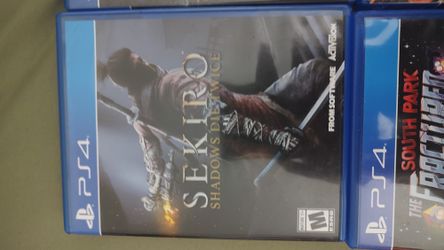 PS4
SEKIRO
SHADOWS DIE TWICE
FROMSOFTWARE
ACTIVISION
M
PS4
SOUTH PARK
THE FRACTURED